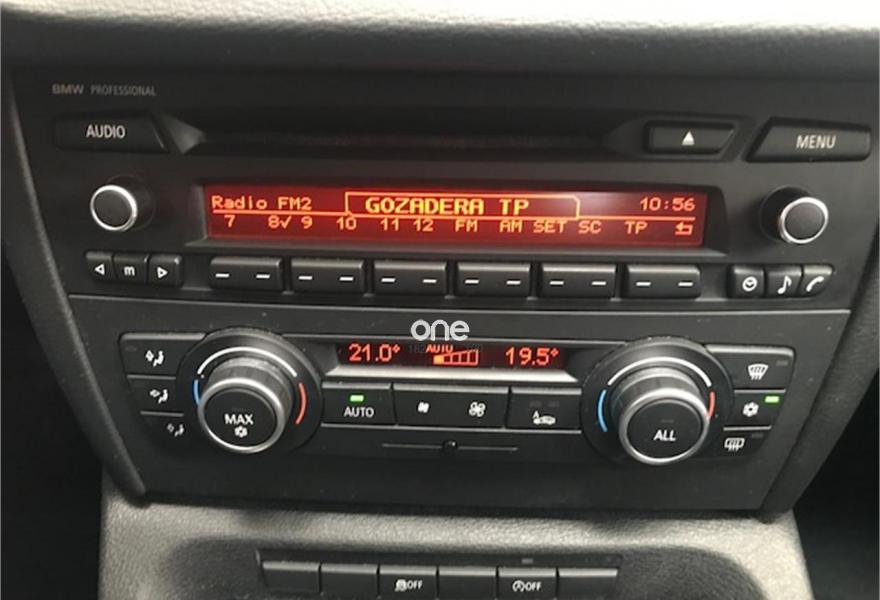 BMW PROFESSIONAL
AUDIO
MENU
Radio FM2 GOZADERA TP 10:56
7 8✓ 9 10 11 12 FM AM SET SC TP
m
one
21.0° AUTO 19.5°
MAX
AUTO
ALL
OFF
OFF